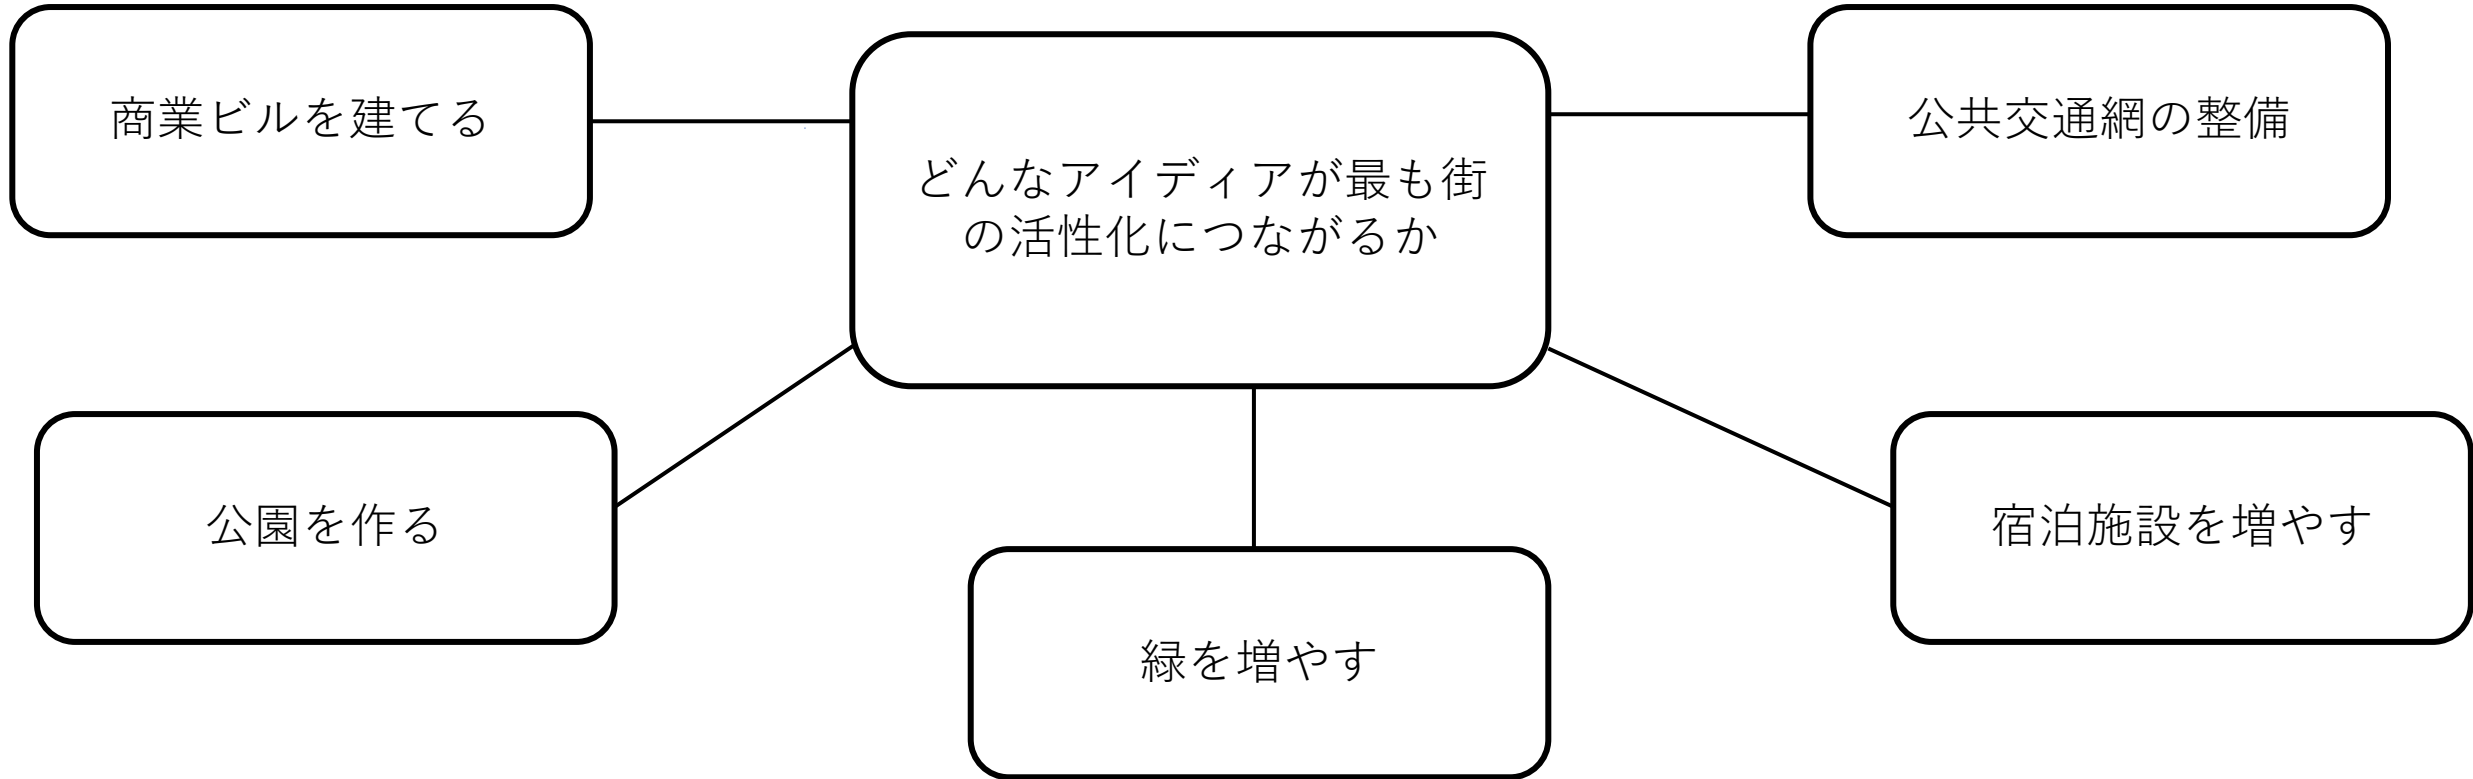 商業ビルを建てる
どんなアイディアが最も街
の活性化につながるか
公共交通網の整備
公園を作る
緑を増やす
宿泊施設を増やす